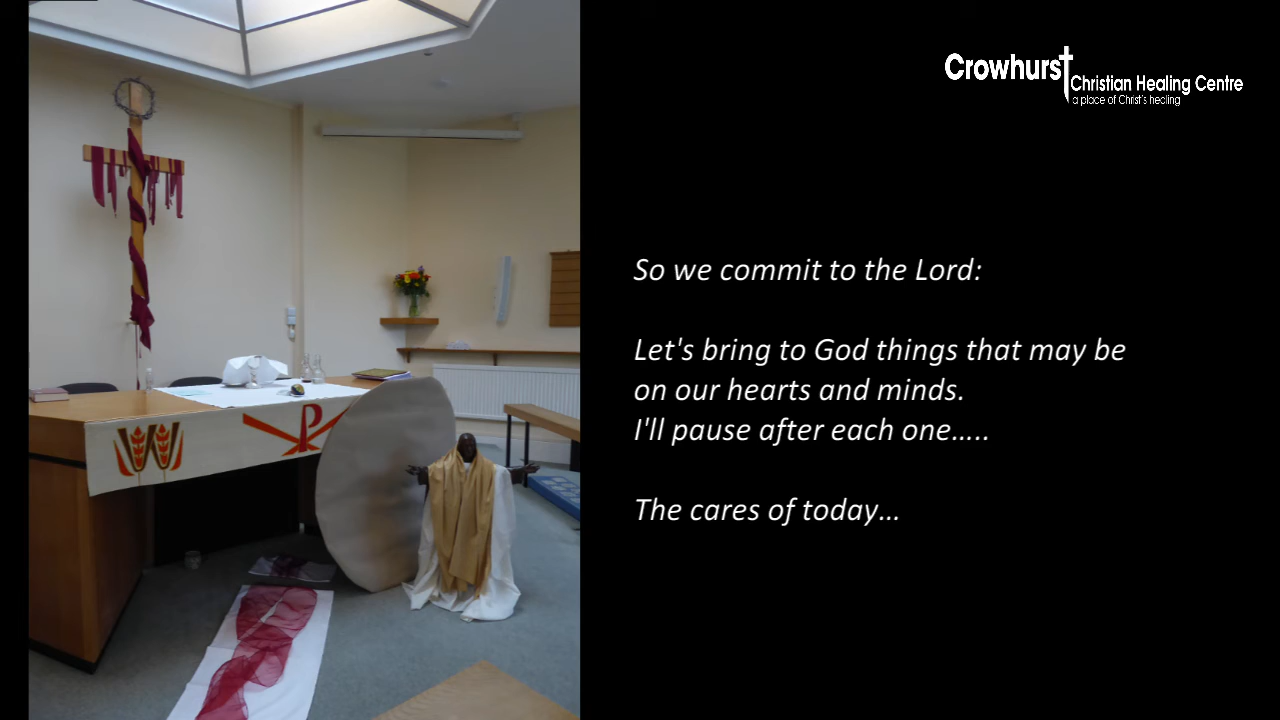 Crowhurst
Christian Healing Centre
a place of Christ's healing
So we commit to the Lord:
Let's bring to God things that may be
on our hearts and minds.
I'll pause after each one.....
The cares of today...